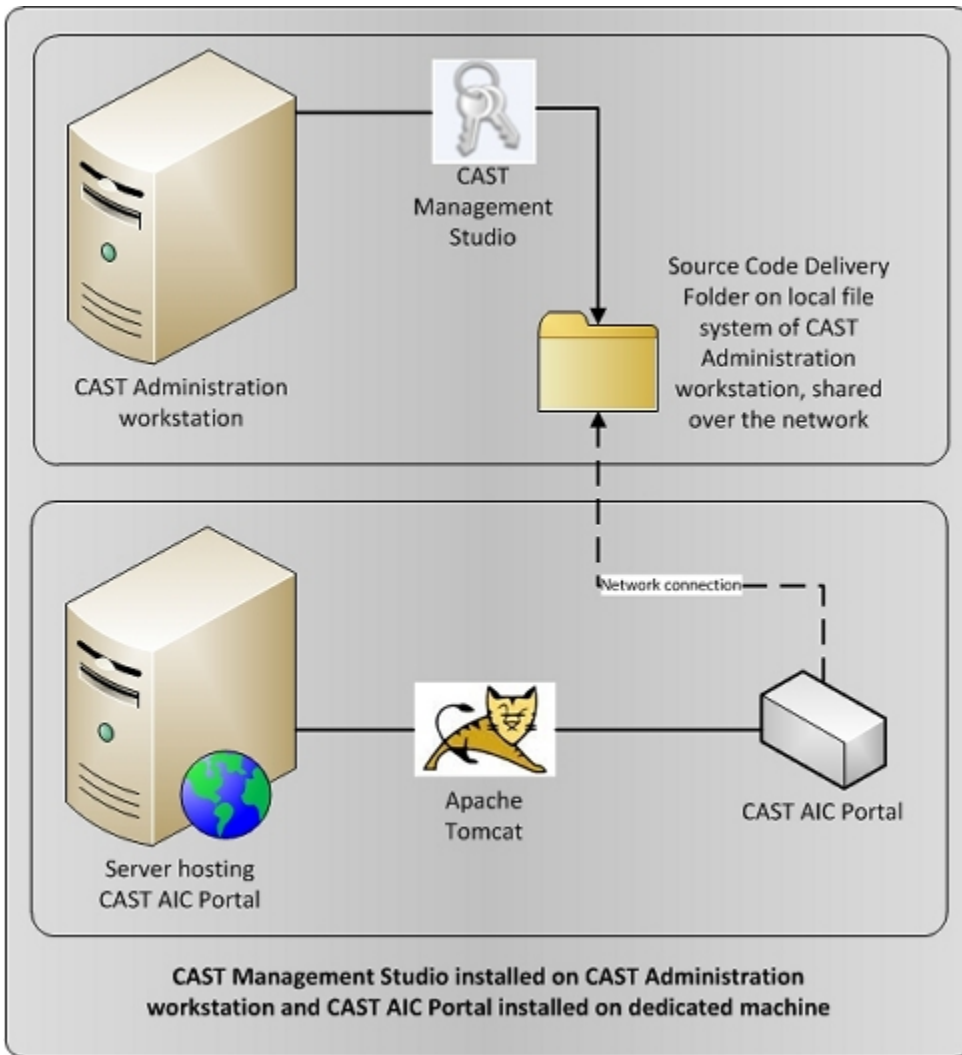 CAST
Management
Studio
Source Code Delivery
Folder on local file
system of CAST
Administration
workstation, shared
over the network
CAST Administration
workstation
Network connection
Apache
Tomcat
CAST AIC Portal
Server hosting
CAST AIC Portal
CAST Management Studio installed on CAST Administration
workstation and CAST AIC Portal installed on dedicated machine